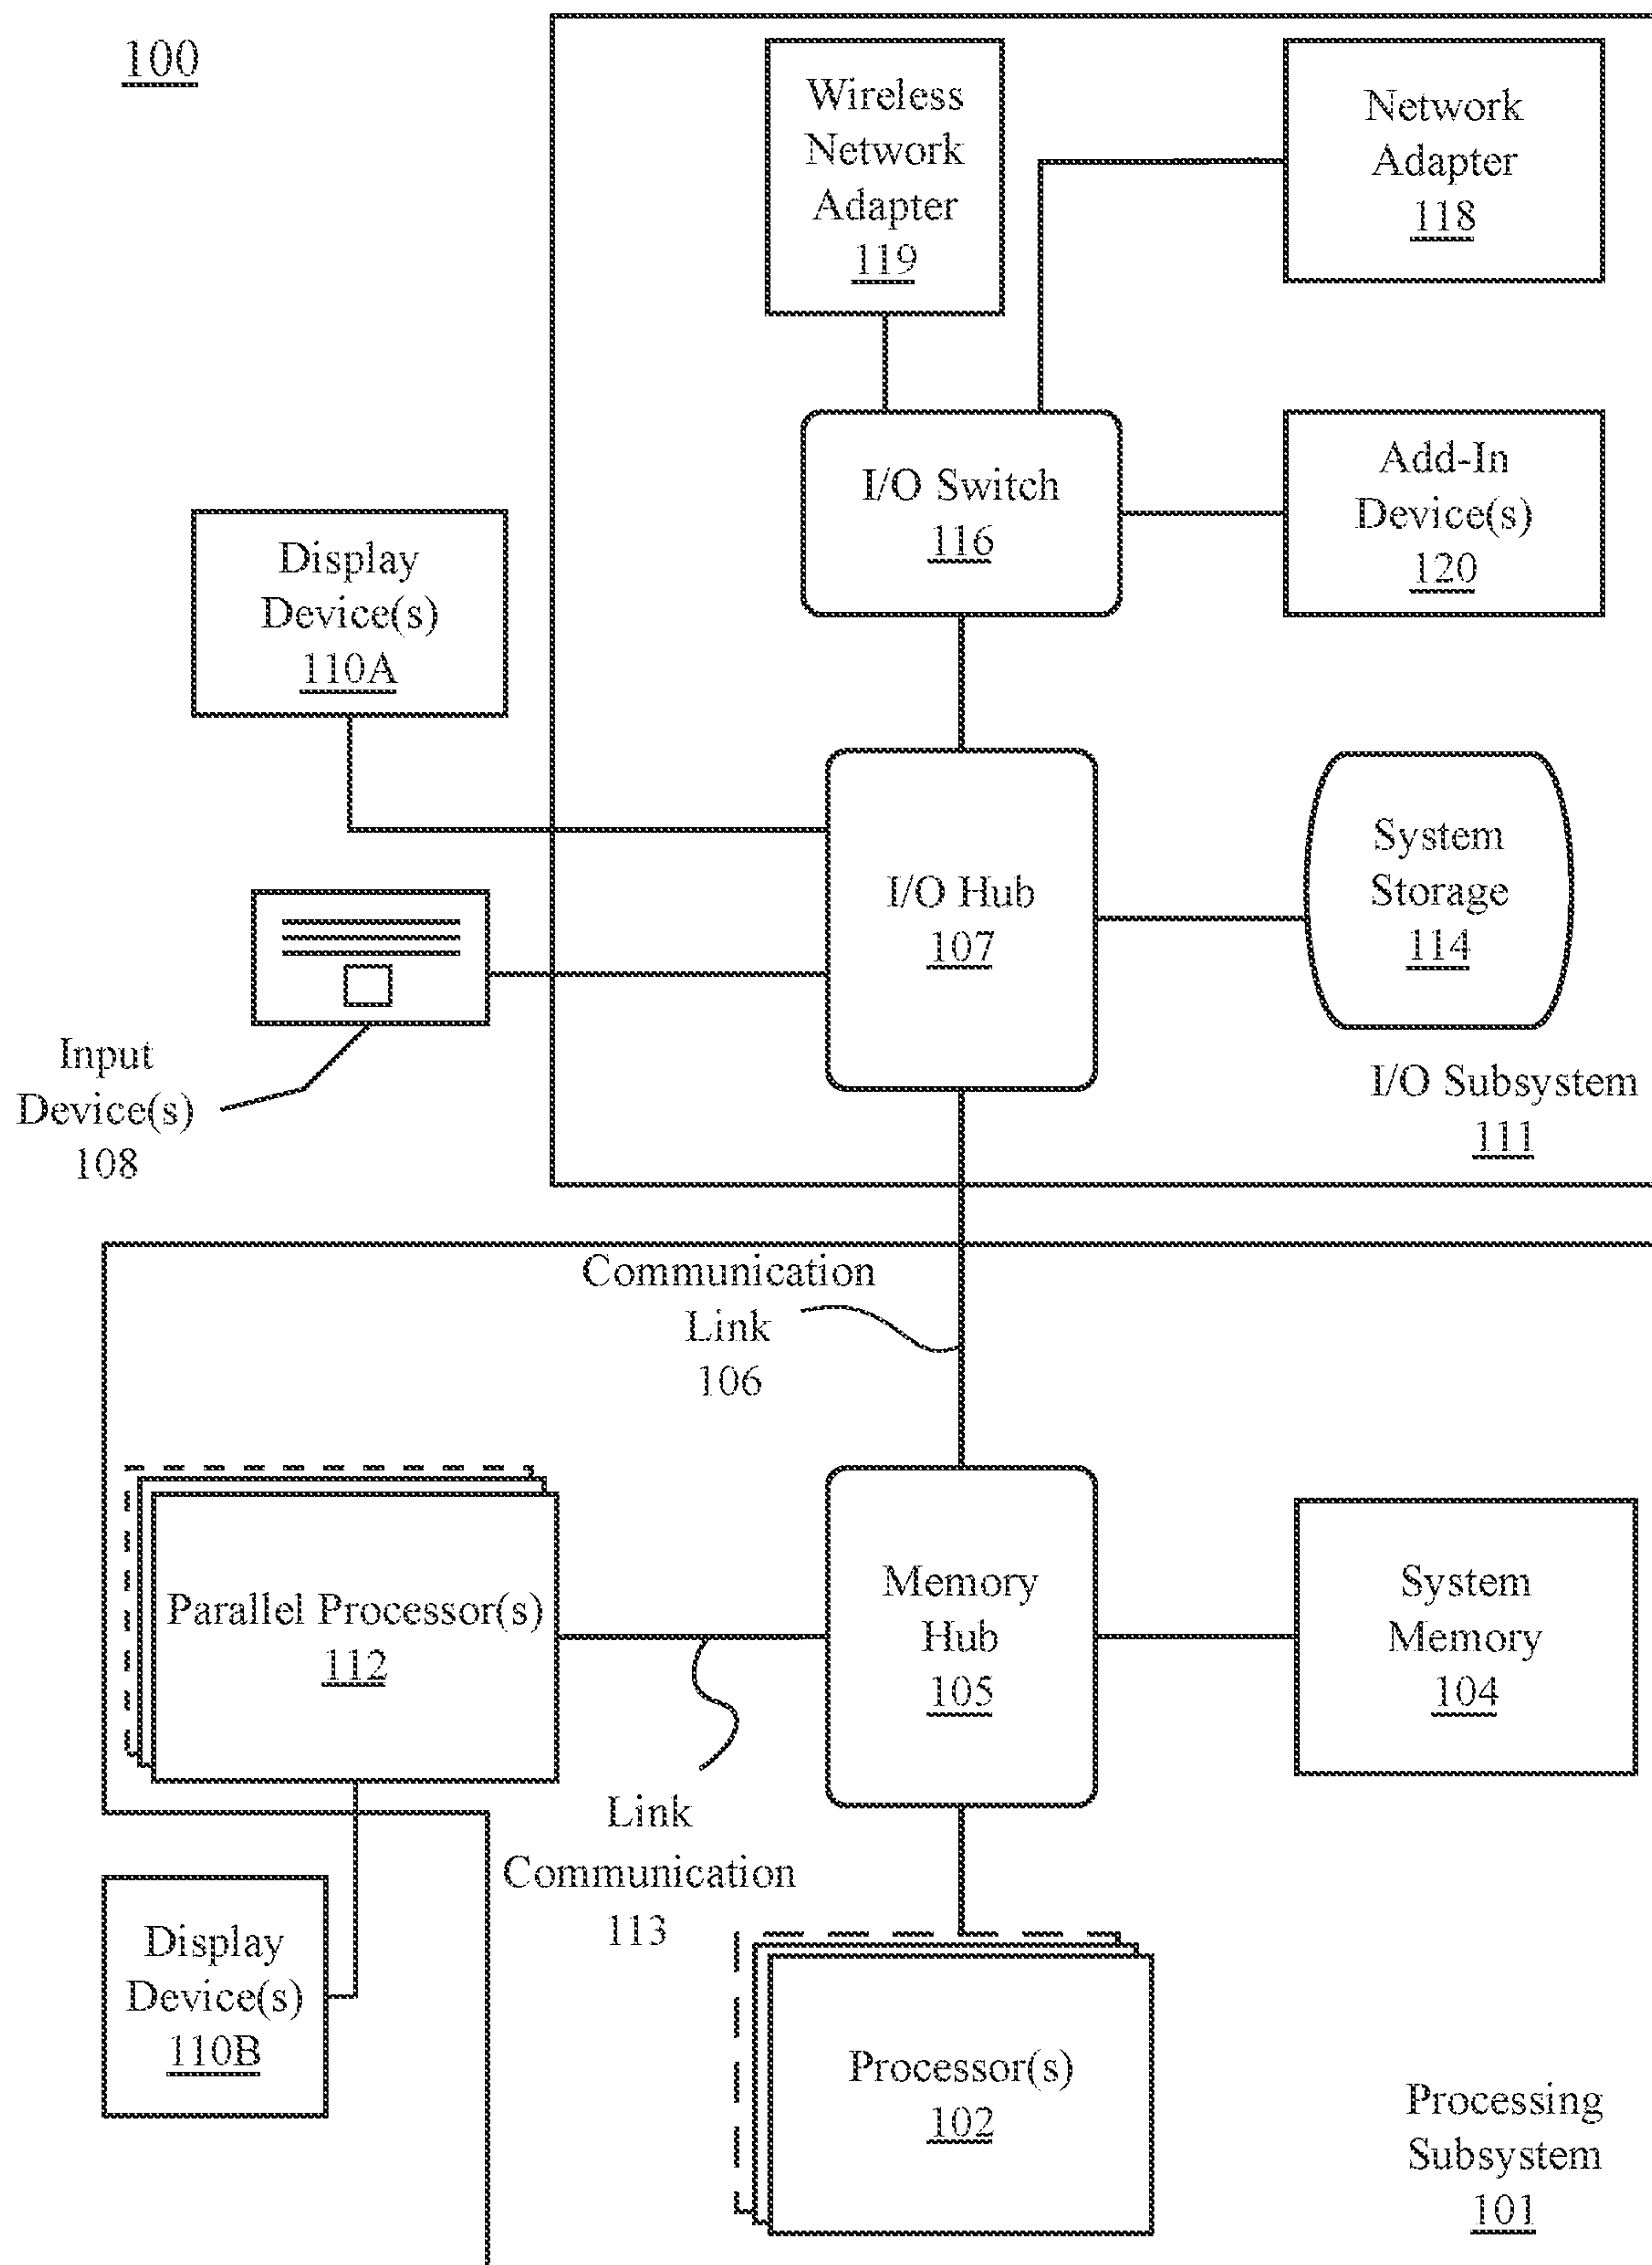 100
Wireless
Network
Adapter
119
Network
Adapter
118
I/O Switch
116
Add-In
Device(s)
120
Display
Device(s)
110A
I/O Hub
107
System
Storage
114
Input
Device(s)
108
I/O Subsystem
111
Communication
Link
106
Parallel Processor(s)
112
Memory
Hub
105
System
Memory
104
Link
Communication
113
Display
Device(s)
110B
Processor(s)
102
Processing
Subsystem
101